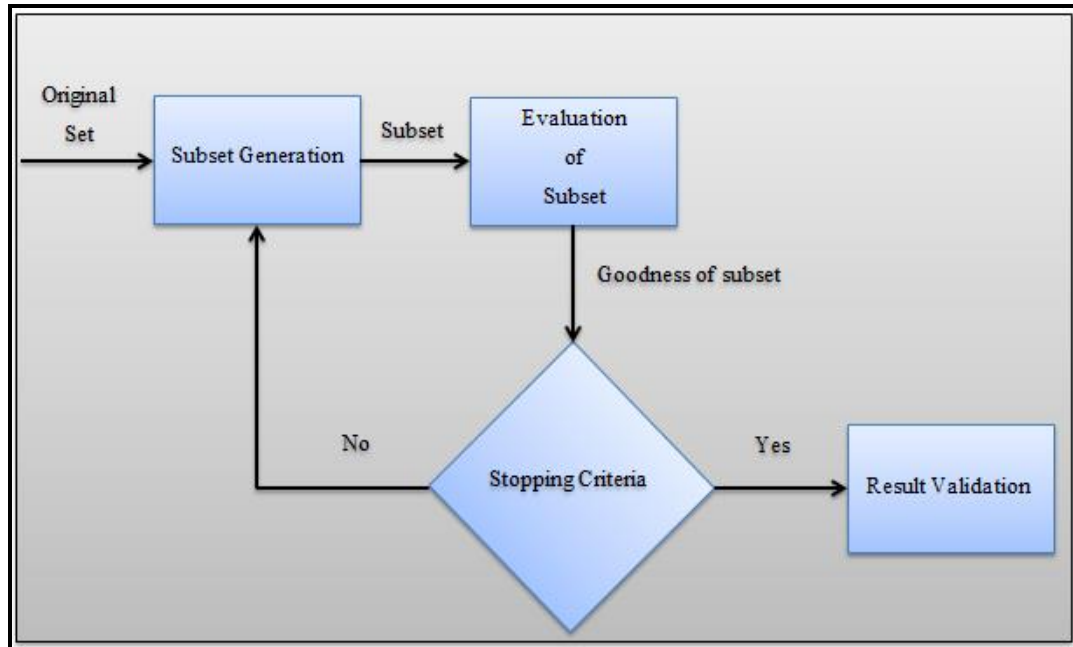 Original
Set
Subset Generation
Subset
Evaluation
of
Subset
Goodness of subset
No
Stopping Criteria
Yes
Result Validation